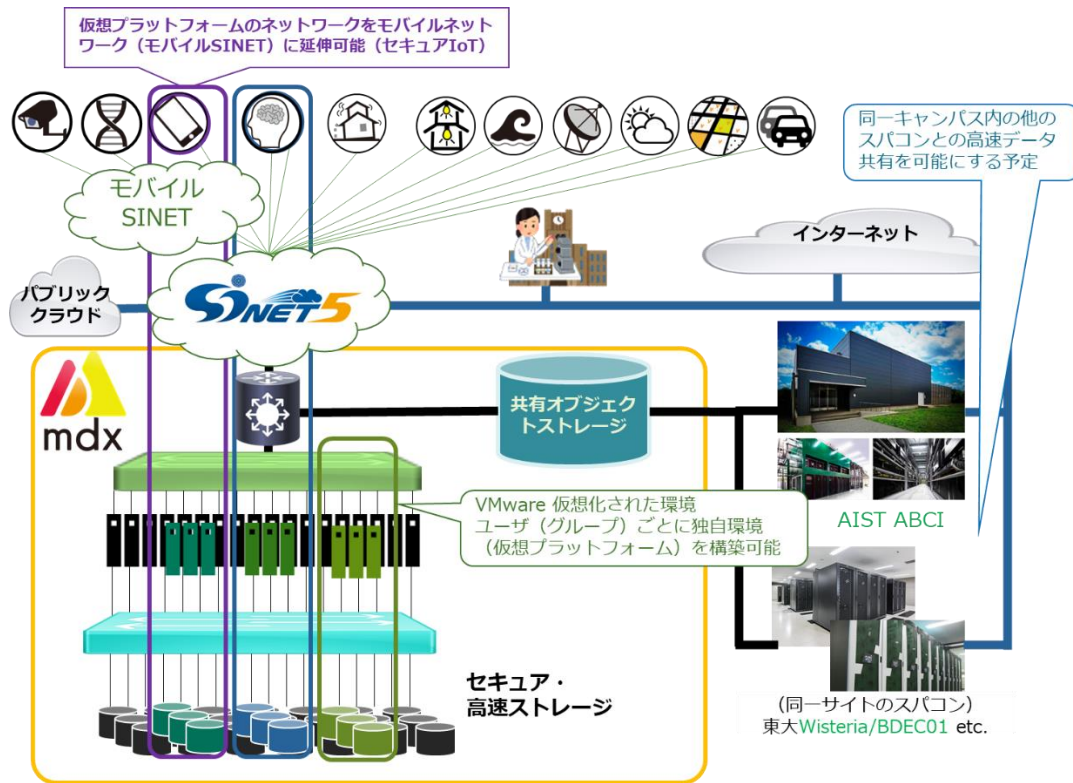 仮想プラットフォームのネットワークをモバイルネット
ワーク（モバイルSINET）に延伸可能（セキュアIoT）
同一キャンパス内の他の
スパコンとの高速データ
共有を可能にする予定
モバイル
SINET
インターネット
パブリック
クラウド
SINET5
mdx
共有オブジェク
トストレージ
VMware 仮想化された環境
ユーザ（グループ）ごとに独自環境
（仮想プラットフォーム）を構築可能
AIST ABCI
セキュア・
高速ストレージ
（同一サイトのスパコン）
東大Wisteria/BDEC01 etc.